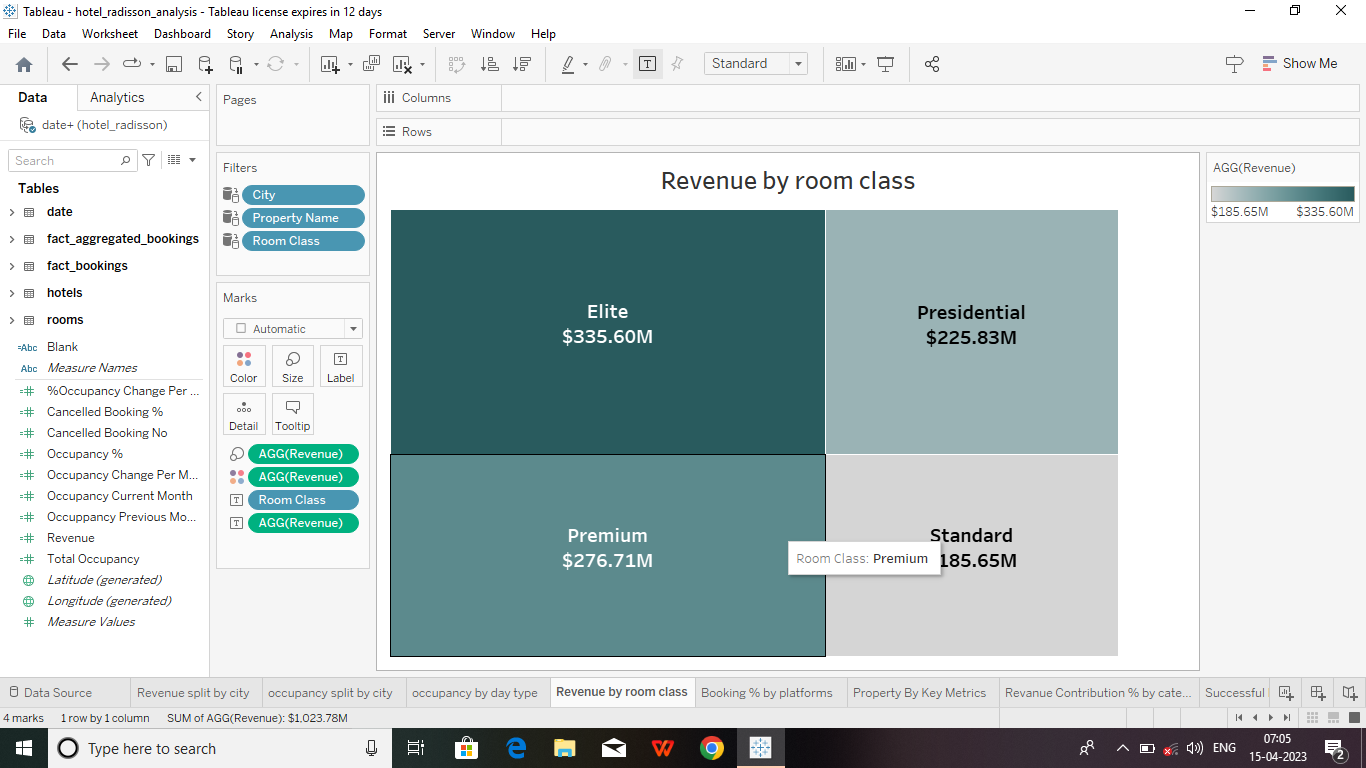 Tableau - hotel_radisson_analysis - Tableau license expires in 12 days
File Data Worksheet Dashboard Story Analysis Map Format Server Window Help
Standard
Show Me
Data Analytics
date+ (hotel_radisson)
Search
Tables
date
fact_aggregated_bookings
fact_bookings
hotels
rooms
=Abc Blank
Abc Measure Names
%Occupancy Change Per ...
Cancelled Booking %
Cancelled Booking No
Occupancy %
Occupancy Change Per M...
Occupancy Current Month
Occuppancy Previous Mo...
Revenue
Total Occupancy
Latitude (generated)
Longitude (generated)
Measure Values
Pages
Filters
City
Property Name
Room Class
Marks
Automatic
Color Size Label
Detail Tooltip
AGG(Revenue)
AGG(Revenue)
Room Class
AGG(Revenue)
Columns
Rows
Revenue by room class
Elite
$335.60M
Presidential
$225.83M
Premium
$276.71M
Standard
185.65M
Room Class: Premium
AGG(Revenue)
$185.65M $335.60M
Data Source Revenue split by city occupancy split by city occupancy by day type Revenue by room class Booking % by platforms Property By Key Metrics Revanue Contribution % by cate... Successful
4 marks 1 row by 1 column SUM of AGG(Revenue): $1,023.78M
Type here to search
ENG
07:05
15-04-2023
2